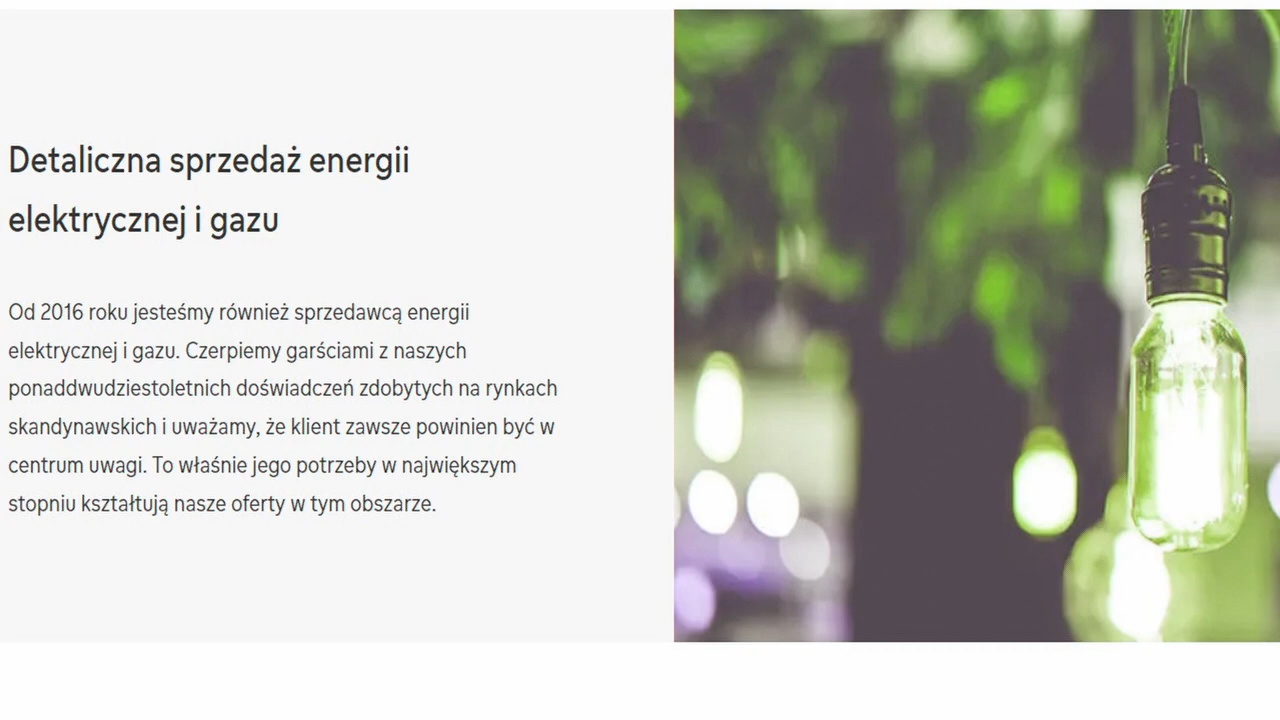 Detaliczna sprzedaż energii
elektrycznej i gazu
Od 2016 roku jesteśmy również sprzedawcą energii
elektrycznej i gazu. Czerpiemy garściami z naszych
ponaddwudziestoletnich doświadczeń zdobytych na rynkach
skandynawskich i uważamy, że klient zawsze powinien być w
centrum uwagi. To właśnie jego potrzeby w największym
stopniu kształtują nasze oferty w tym obszarze.